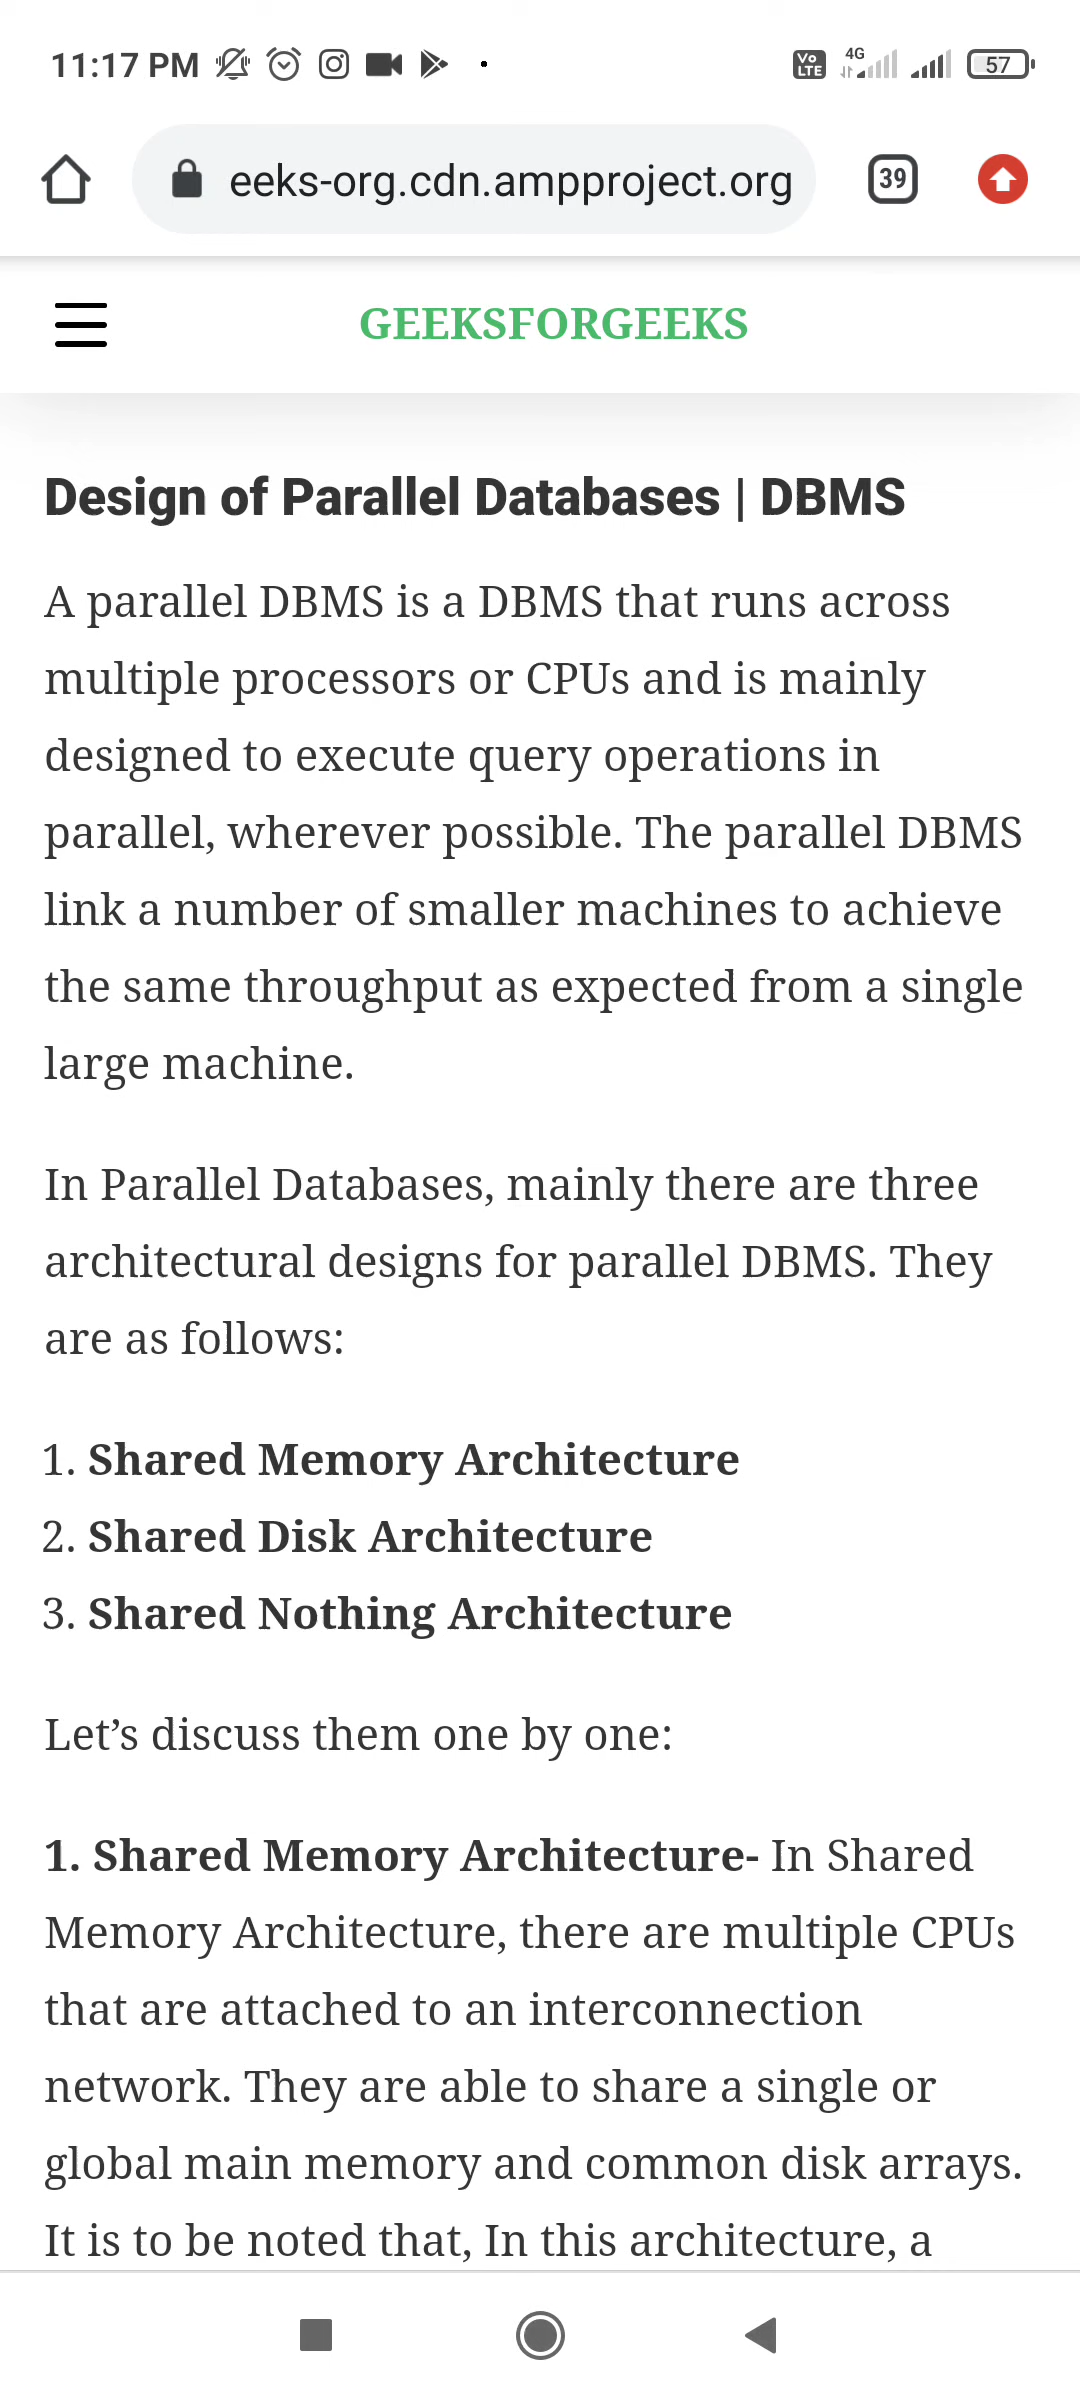 11:17 PM
Vo LTE 4G 57
eeks-org.cdn.ampproject.org
39
GEEKSFORGEEKS
Design of Parallel Databases | DBMS
A parallel DBMS is a DBMS that runs across
multiple processors or CPUs and is mainly
designed to execute query operations in
parallel, wherever possible. The parallel DBMS
link a number of smaller machines to achieve
the same throughput as expected from a single
large machine.
In Parallel Databases, mainly there are three
architectural designs for parallel DBMS. They
are as follows:
1. Shared Memory Architecture
2. Shared Disk Architecture
3. Shared Nothing Architecture
Let’s discuss them one by one:
1. Shared Memory Architecture- In Shared
Memory Architecture, there are multiple CPUs
that are attached to an interconnection
network. They are able to share a single or
global main memory and common disk arrays.
It is to be noted that, In this architecture, a